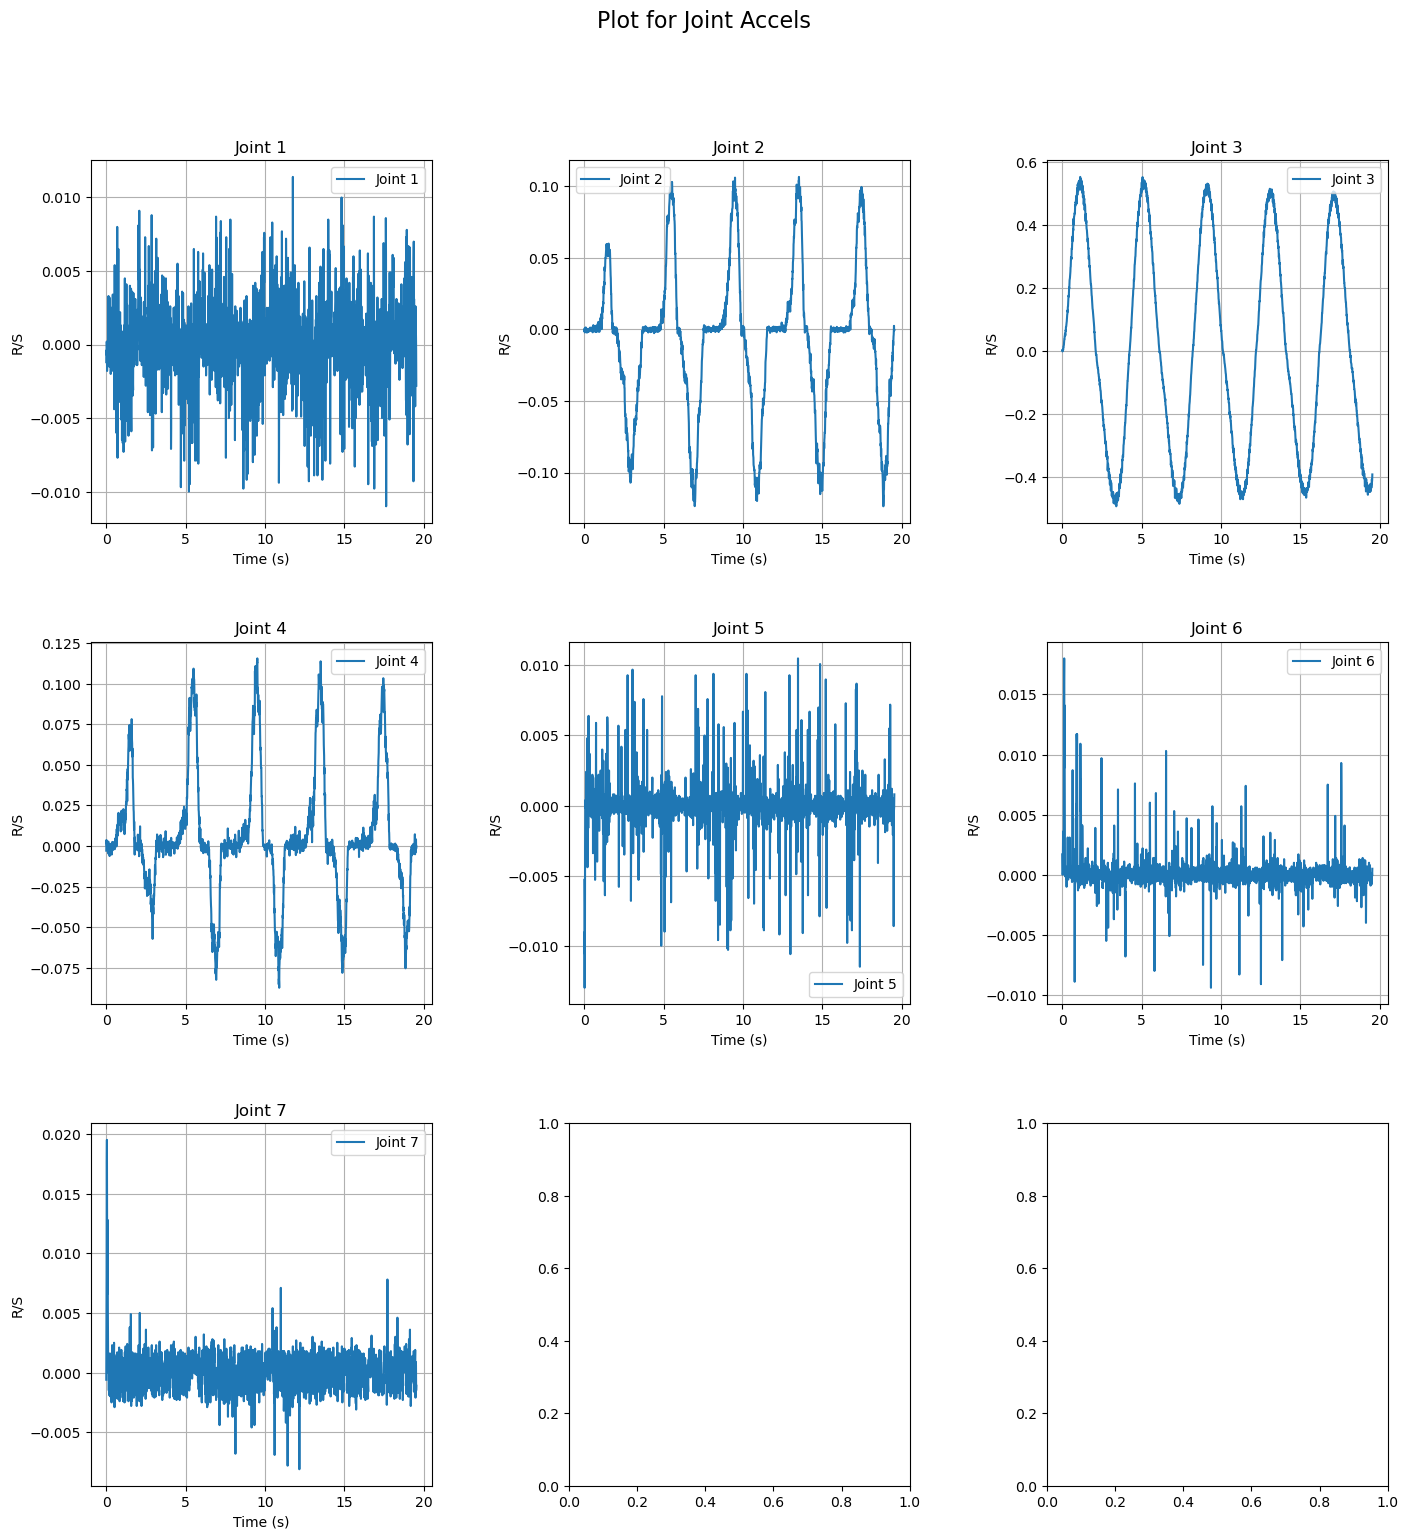 Plot for Joint Accels
Joint 1
Joint 1
0.010
0.005
0.000
−0.005
−0.010
R/S
0 5 10 15 20
Time (s)
Joint 2
Joint 2
0.10
0.05
0.00
−0.05
−0.10
R/S
0 5 10 15 20
Time (s)
Joint 3
Joint 3
0.6
0.4
0.2
0.0
−0.2
−0.4
R/S
0 5 10 15 20
Time (s)
Joint 4
Joint 4
0.125
0.100
0.075
0.050
0.025
0.000
−0.025
−0.050
−0.075
R/S
0 5 10 15 20
Time (s)
Joint 5
0.010
0.005
0.000
−0.005
−0.010
R/S
Joint 5
0 5 10 15 20
Time (s)
Joint 6
Joint 6
0.015
0.010
0.005
0.000
−0.005
−0.010
R/S
0 5 10 15 20
Time (s)
Joint 7
Joint 7
0.020
0.015
0.010
0.005
0.000
−0.005
R/S
0 5 10 15 20
Time (s)
1.0
0.8
0.6
0.4
0.2
0.0
0.0 0.2 0.4 0.6 0.8 1.0
1.0
0.8
0.6
0.4
0.2
0.0
0.0 0.2 0.4 0.6 0.8 1.0